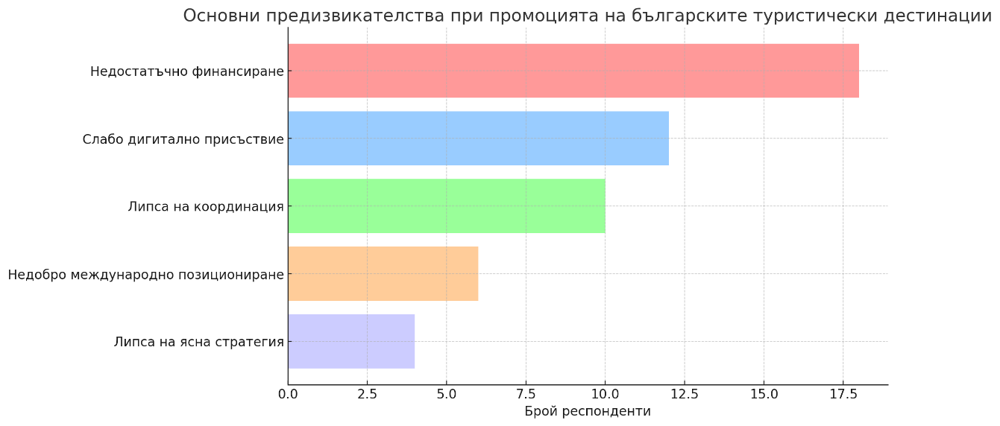 Основни предизвикателства при промоцията на българските туристически дестинации
Недостатъчно финансиране
Слабо дигитално присъствие
Липса на координация
Недобро международно позициониране
Липса на ясна стратегия
0.0 2.5 5.0 7.5 10.0 12.5 15.0 17.5
Брой респонденти